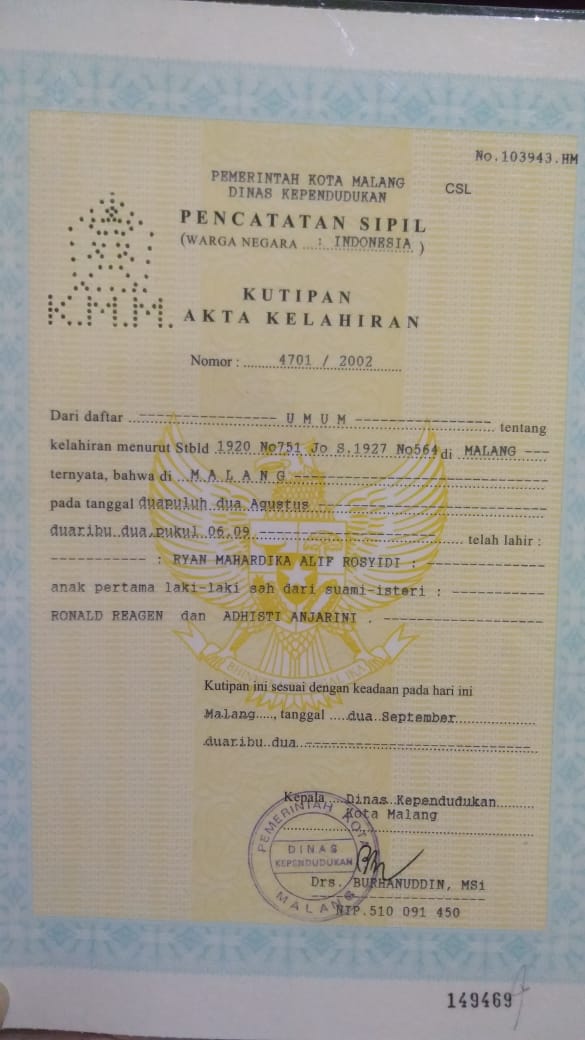 No.103943.HM
PEMERINTAH KOTA MALANG
DINAS KEPENDUDUKAN
CSL
PENCATATAN SIPIL
(WARGA NEGARA : INDONESIA )
K.M.M.
KUTIPAN
AKTA KELAHIRAN
Nomor : 4701 / 2002
Dari daftar ---------------- U M U M ---------------- tentang
kelahiran menurut Stbld 1920 No751 Jo S.1927 No564 di MALANG ---
ternyata, bahwa di M A L A N G ------------------------------
pada tanggal duapuluh dua Agustus ---------------------------
duaribu dua pukul 06.09 ------------------------- telah lahir :
----------- : RYAN MAHARDIKA ALIF ROSYIDI : --------------
anak pertama laki-laki sah dari suami-isteri : -----------
RONALD REAGEN dan ADHISTI ANJARINI . -------------------
BHINNEKA TUNGGAL IKA
Kutipan ini sesuai dengan keadaan pada hari ini
Malang, tanggal dua September
duaribu dua ---------------------------
Kepala Dinas Kependudukan
Kota Malang
PEMERINTAH KOTA
DINAS
KEPENDUDUKAN
MALANG
Drs. BURHANUDDIN, MSi
NIP.510 091 450
149469